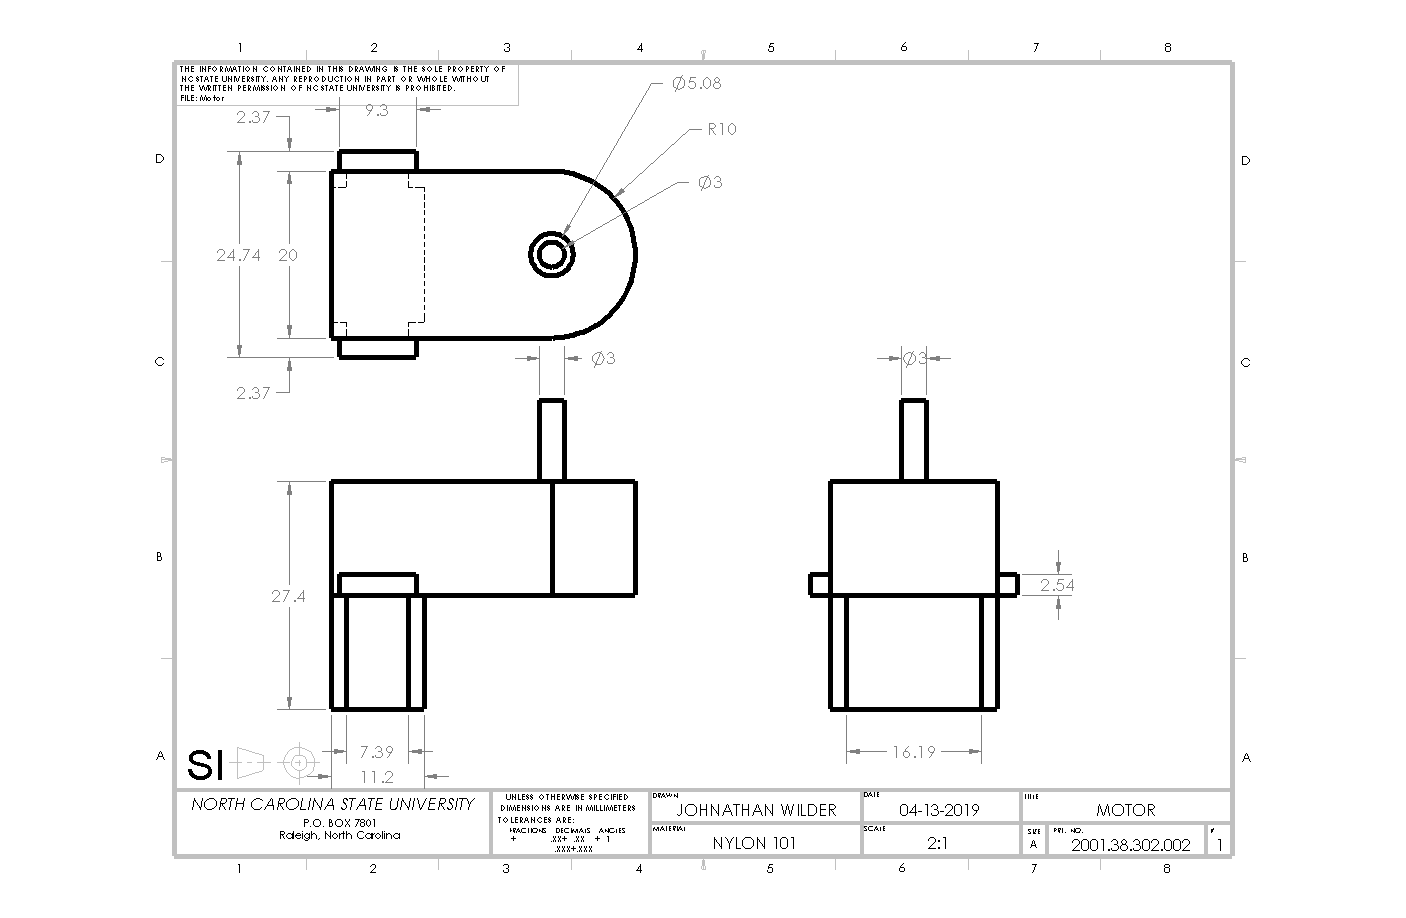 1 2 3 4 5 6 7 8
THE INFORMATION CONTAINED IN THIS DRAWING IS THE SOLE PROPERTY OF
NCSTATE UNIVERSITY. ANY REPRODUCTION IN PART OR WHOLE WITHOUT
THE WRITTEN PERMISSION OF NCSTATE UNIVERSITY IS PROHIBITED.
FILE: Motor
9.3
∅5.08
2.37
R10
D
D
∅3
24.74
20
∅3
∅3
C
C
2.37
B
B
2.54
27.4
7.39
16.19
A
A
SI
11.2
NORTH CAROLINA STATE UNIVERSITY
P.O. BOX 7801
Raleigh, North Carolina
UNLESS OTHERWISE SPECIFIED
DIMENSIONS ARE IN MILLIMETERS
TOLERANCES ARE:
FRACTIONS DECIMALS ANGLES
+ .XX+ .XX + 1
.XXX+.XXX
DRAWN
JOHNATHAN WILDER
DATE
04-13-2019
TITLE
MOTOR
MATERIAL
NYLON 101
SCALE
2:1
SIZE
A
PRT. NO.
2001.38.302.002
#
1
1 2 3 4 5 6 7 8